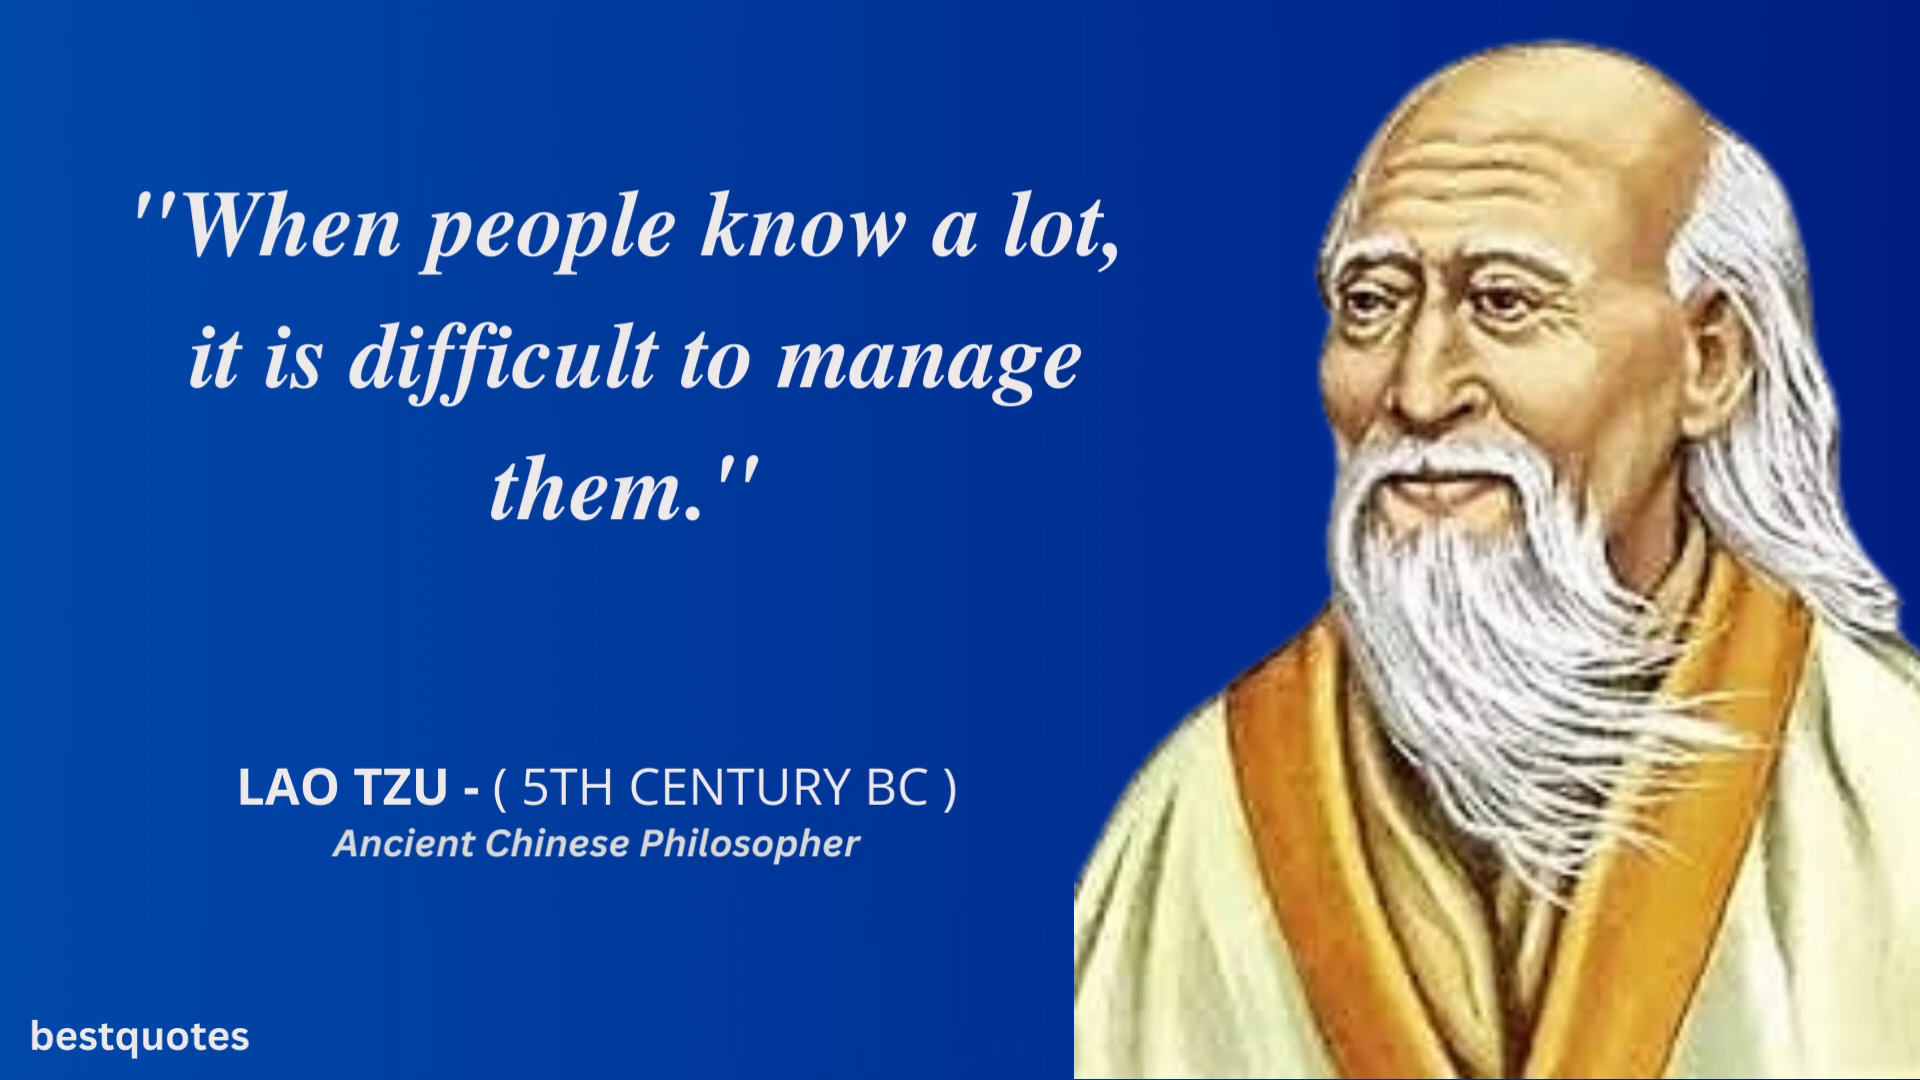 "When people know a lot,
it is difficult to manage
them."
LAO TZU - ( 5TH CENTURY BC )
Ancient Chinese Philosopher
bestquotes